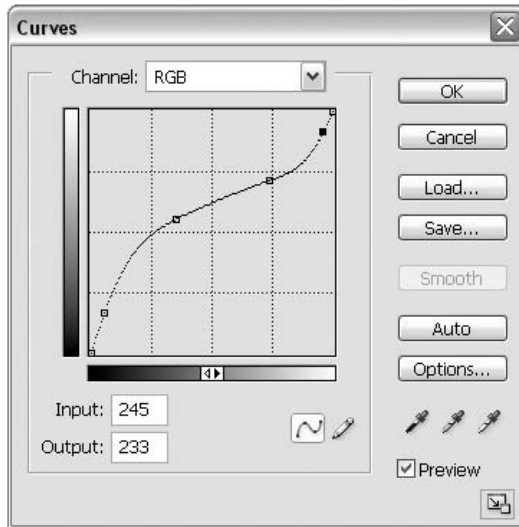 Curves
Channel: RGB
OK
Cancel
Load...
Save...
Smooth
Auto
Options...
Input: 245
Output: 233
Preview